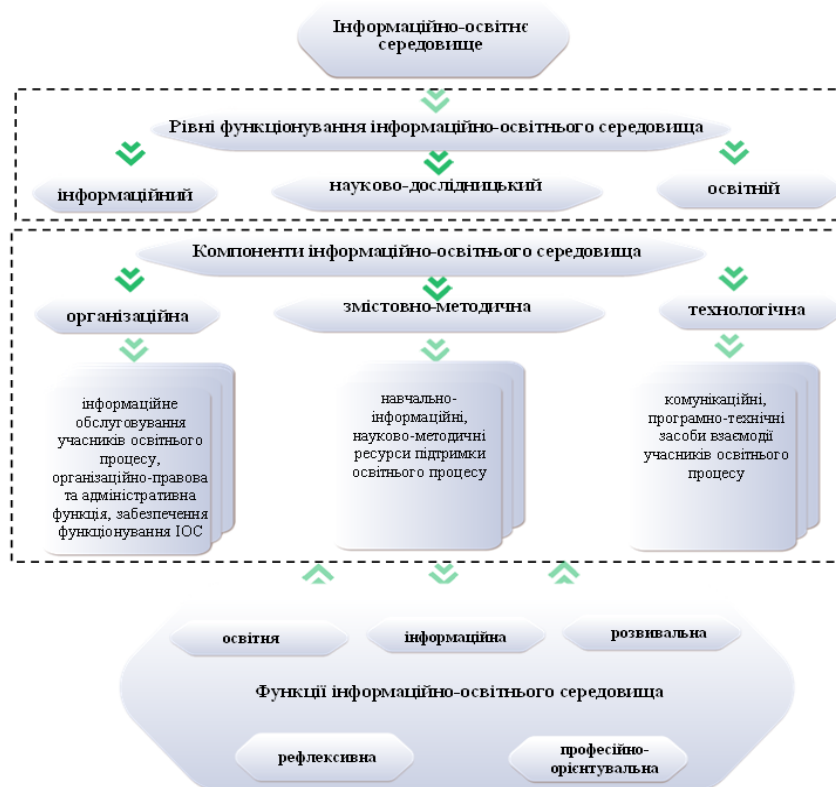 Інформаційно-освітнє
середовище
Рівні функціонування інформаційно-освітнього середовища
інформаційний
науково-дослідницький
освітній
Компоненти інформаційно-освітнього середовища
організаційна
змістовно-методична
технологічна
інформаційне
обслуговування
учасників освітнього
процесу,
організаційно-правова
та адміністративна
функція, забезпечення
функціонування ІОС
навчально-
інформаційні,
науково-методичні
ресурси підтримки
освітнього процесу
комунікаційні,
програмно-технічні
засоби взаємодії
учасників освітнього
процесу
освітня
інформаційна
розвивальна
Функції інформаційно-освітнього середовища
рефлексивна
професійно-
орієнтувальна